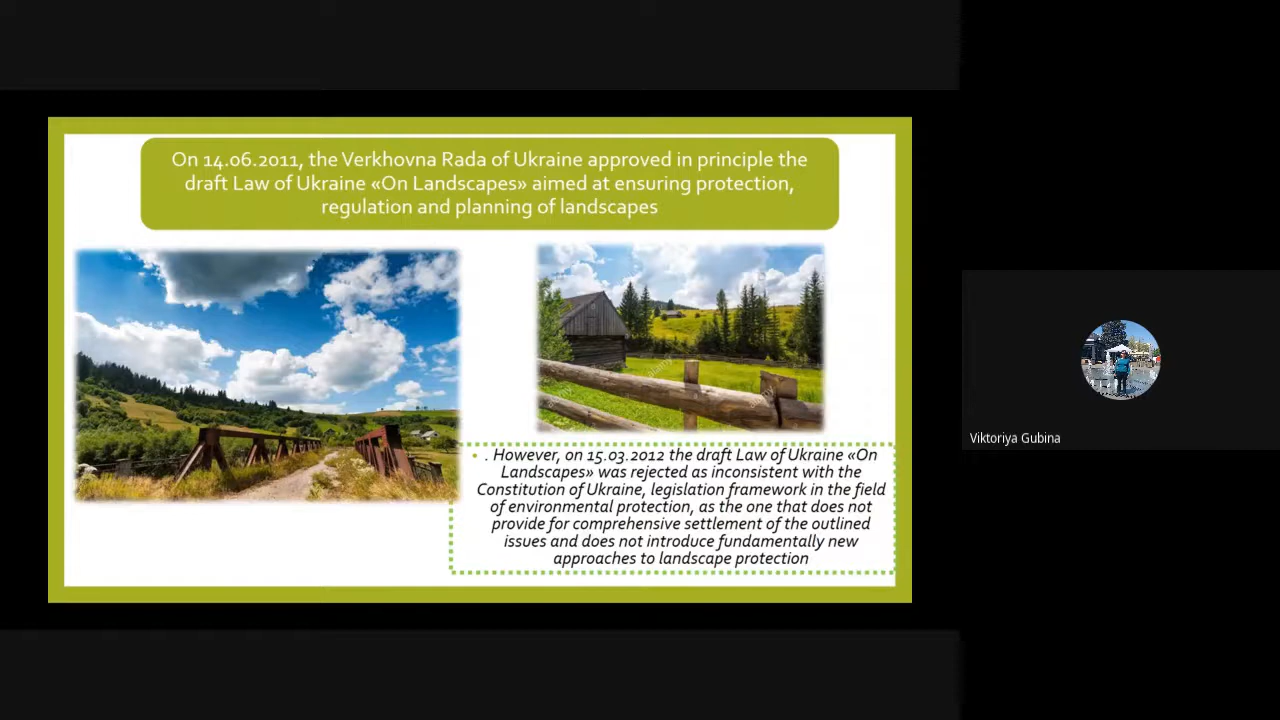 On 14.06.2011, the Verkhovna Rada of Ukraine approved in principle the
draft Law of Ukraine «On Landscapes» aimed at ensuring protection,
regulation and planning of landscapes
• . However, on 15.03.2012 the draft Law of Ukraine «On
Landscapes» was rejected as inconsistent with the
Constitution of Ukraine, legislation framework in the field
of environmental protection, as the one that does not
provide for comprehensive settlement of the outlined
issues and does not introduce fundamentally new
approaches to landscape protection
Viktoriya Gubina